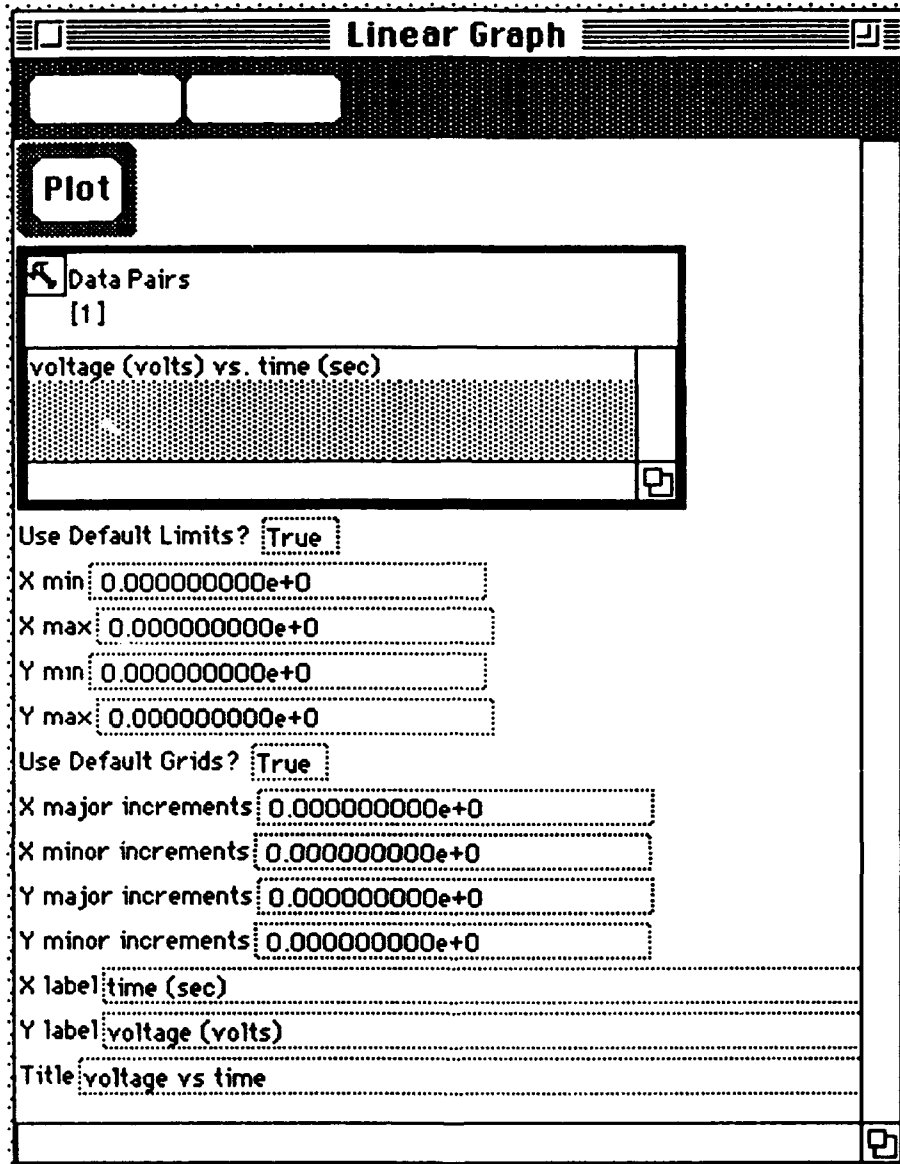 Linear Graph
Plot
Data Pairs
[1]
voltage (volts) vs. time (sec)
Use Default Limits? True
X min 0.000000000e+0
X max 0.000000000e+0
Y min 0.000000000e+0
Y max 0.000000000e+0
Use Default Grids? True
X major increments 0.000000000e+0
X minor increments 0.000000000e+0
Y major increments 0.000000000e+0
Y minor increments 0.000000000e+0
X label time (sec)
Y label voltage (volts)
Title voltage vs time